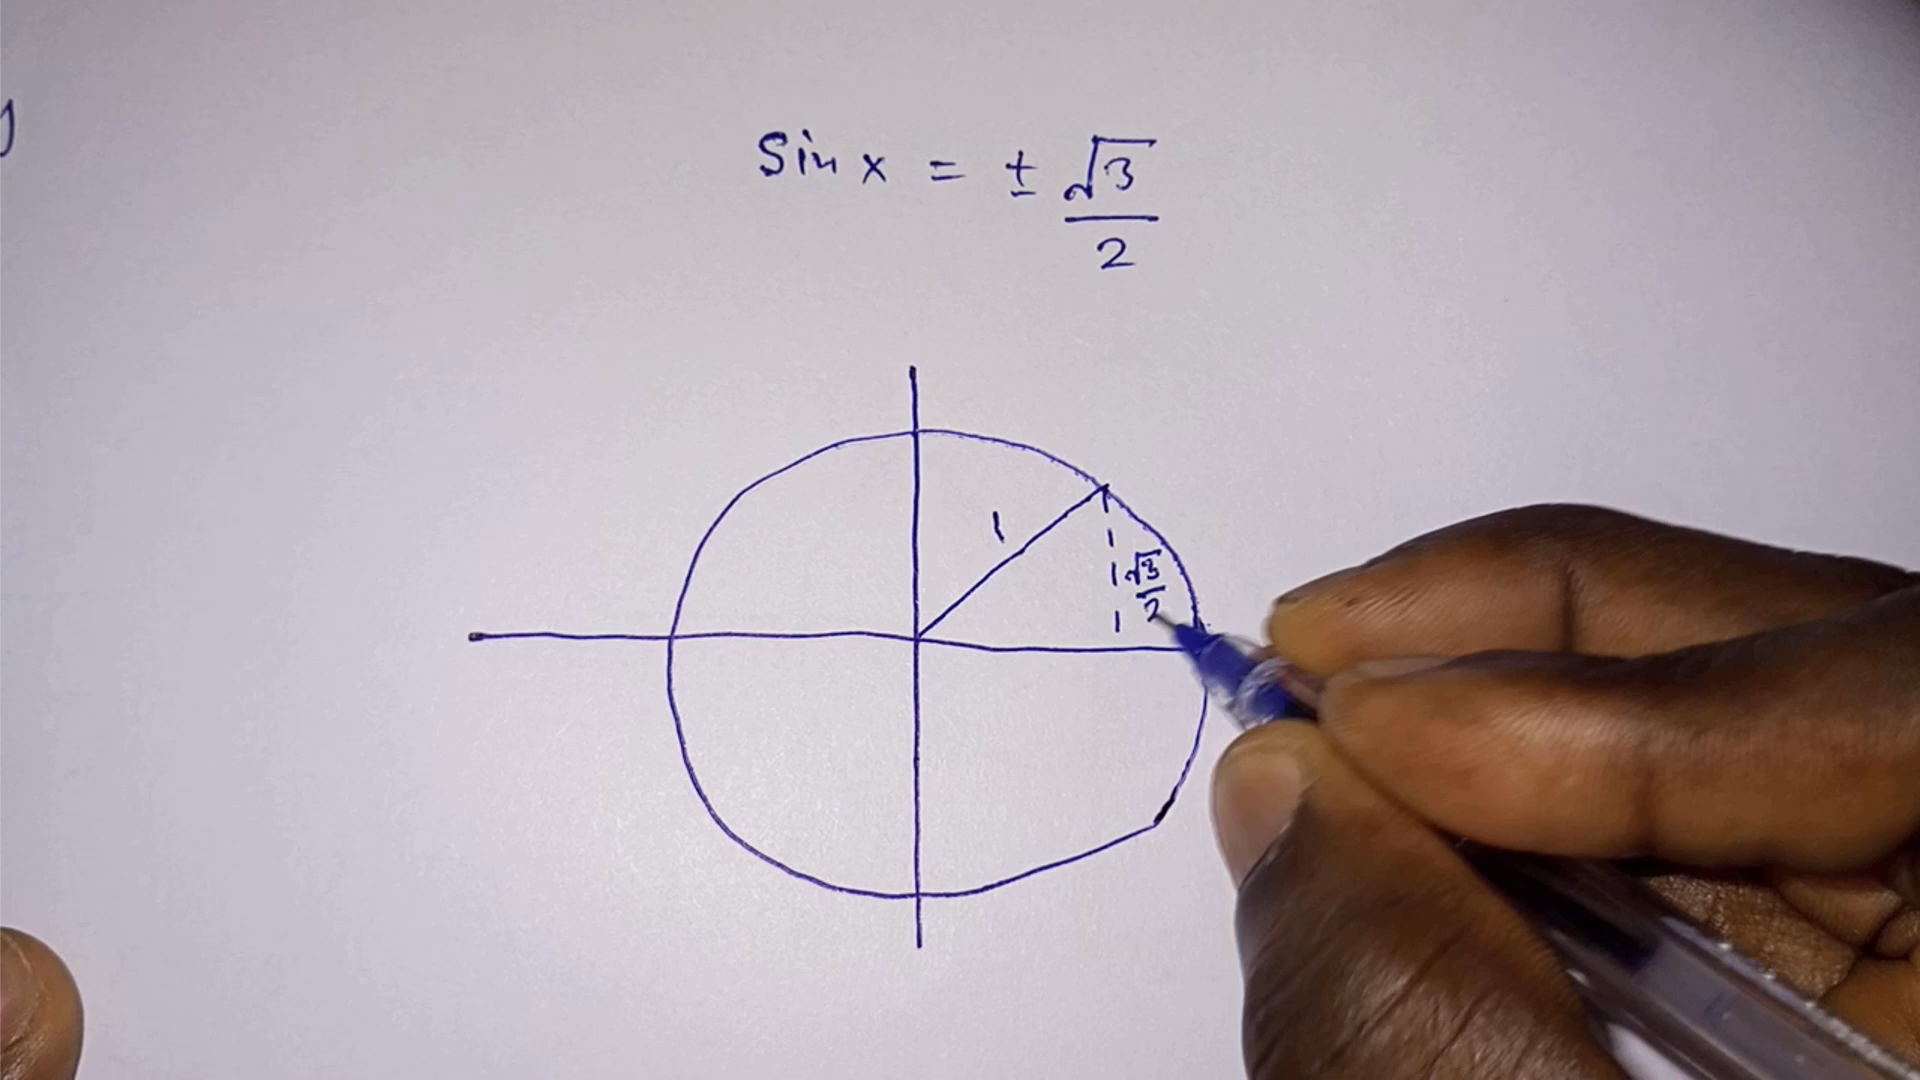 Sin x = ± √3/2
1
√3/2